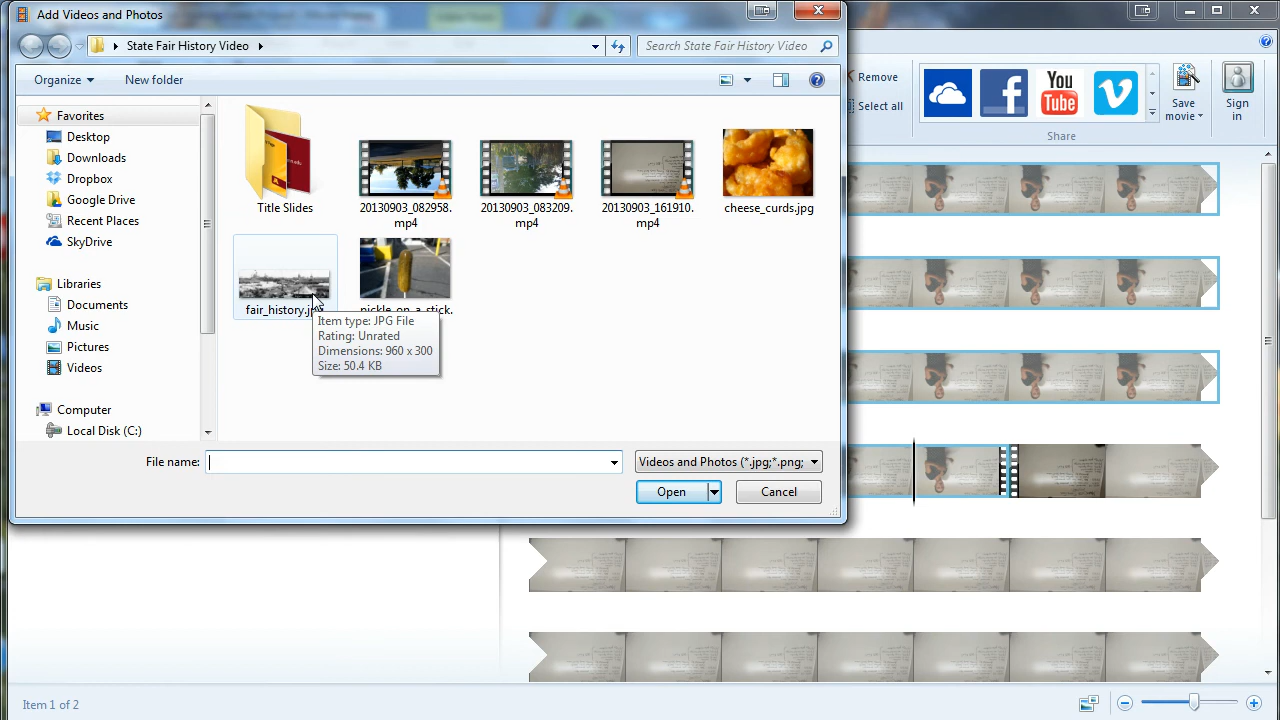 Add Videos and Photos
State Fair History Video
Search State Fair History Video
Organize
New folder
Remove
Select all
You
Tube
Save
movie
Sign
in
Share
Favorites
Desktop
Downloads
Dropbox
Google Drive
Recent Places
SkyDrive
Libraries
Documents
Music
Pictures
Videos
Computer
Local Disk (C:)
Title Slides
20130903_082958.
mp4
20130903_083209.
mp4
20130903_161910.
mp4
cheese_curds.jpg
fair_history.jpg
pickle_on_a_stick.
Item type: JPG File
Rating: Unrated
Dimensions: 960 x 300
Size: 50.4 KB
File name:
Videos and Photos (*.jpg;*.png;
Open
Cancel
Item 1 of 2